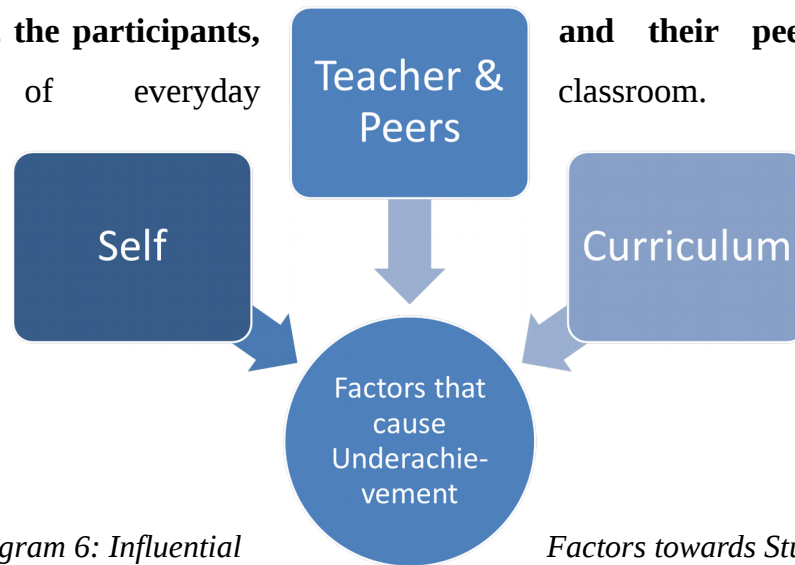 the participants,
and their pee
of everyday
classroom.
Teacher &
Peers
Self
Curriculum
Factors that
cause
Underachie-
vement
gram 6: Influential
Factors towards Stu